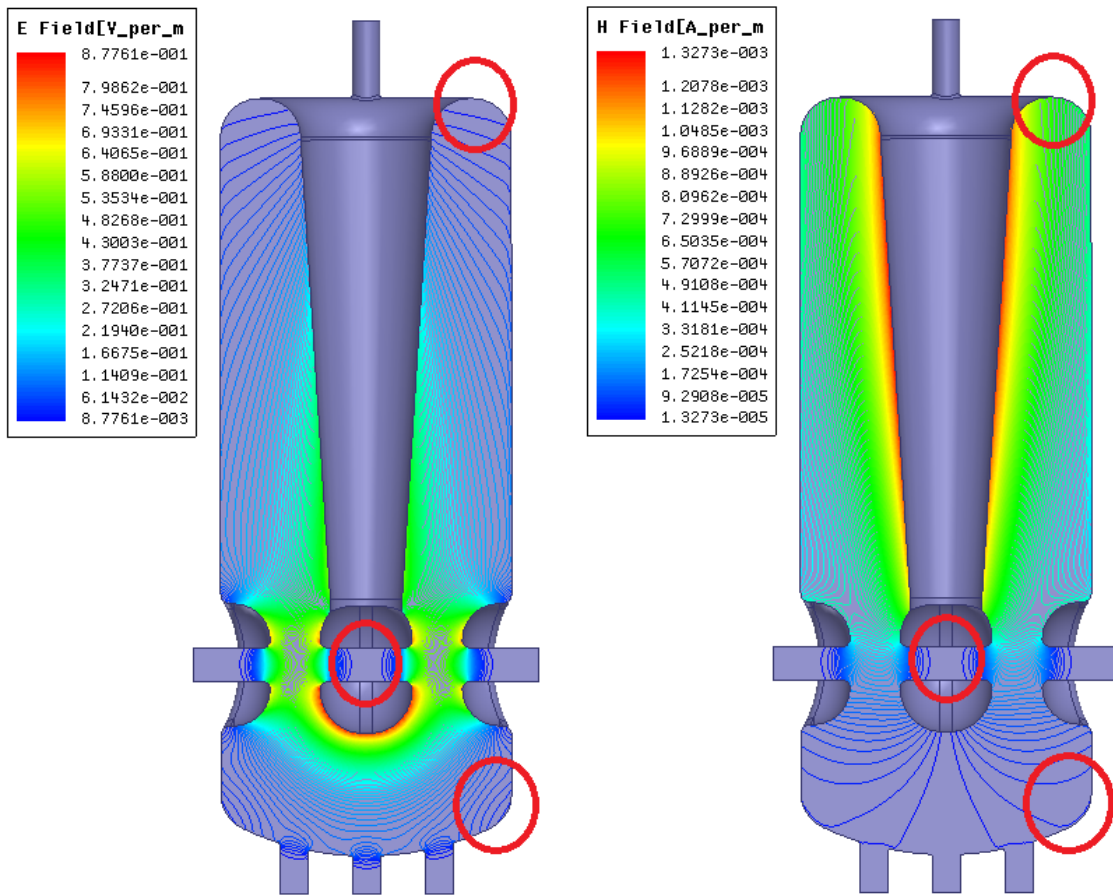 E Field[V_per_m
8.7761e-001
7.9862e-001
7.4596e-001
6.9331e-001
6.4065e-001
5.8800e-001
5.3534e-001
4.8268e-001
4.3003e-001
3.7737e-001
3.2471e-001
2.7206e-001
2.1940e-001
1.6675e-001
1.1409e-001
6.1432e-002
8.7761e-003
H Field[A_per_m
1.3273e-003
1.2078e-003
1.1282e-003
1.0485e-003
9.6889e-004
8.8926e-004
8.0962e-004
7.2999e-004
6.5035e-004
5.7072e-004
4.9108e-004
4.1145e-004
3.3181e-004
2.5218e-004
1.7254e-004
9.2908e-005
1.3273e-005